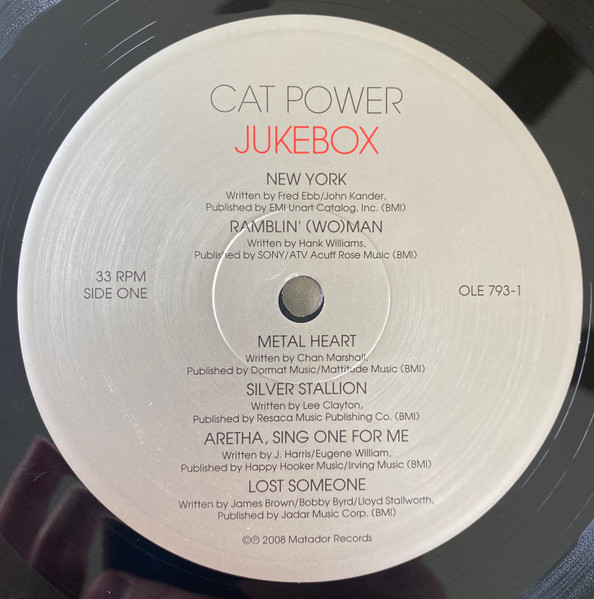 CAT POWER
JUKEBOX
NEW YORK
Written by Fred Ebb/John Kander,
Published by EMI Unart Catalog, Inc. (BMI)
RAMBLIN' (WO)MAN
Written by Hank Williams,
Published by SONY/ATV Acuff Rose Music (BMI)
33 RPM
SIDE ONE
OLE 793-1
METAL HEART
Written by Chan Marshall,
Published by Dormat Music/Mattitude Music (BMI)
SILVER STALLION
Written by Lee Clayton,
Published by Resaca Music Publishing Co. (BMI)
ARETHA, SING ONE FOR ME
Written by J. Harris/Eugene William,
Published by Happy Hooker Music/Irving Music (BMI)
LOST SOMEONE
Written by James Brown/Bobby Byrd/Lloyd Stallworth,
Published by Jadar Music Corp. (BMI)
©℗ 2008 Matador Records